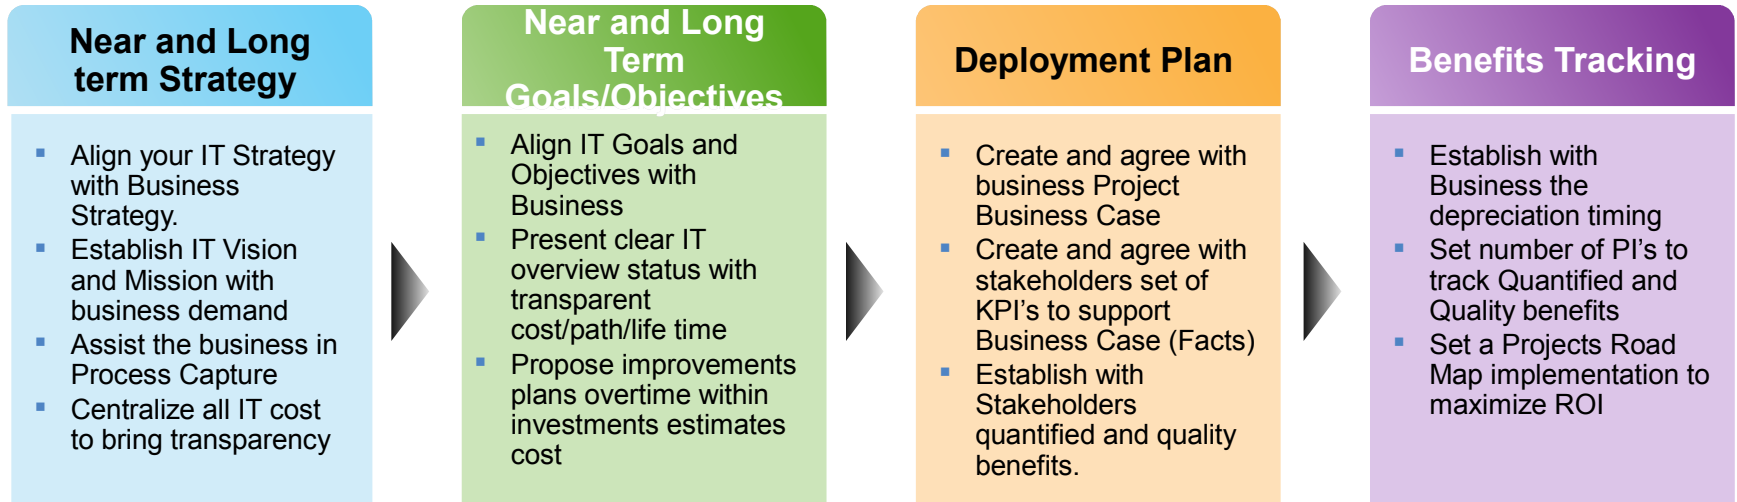 Near and Long
term Strategy
▪ Align your IT Strategy
with Business
Strategy.
▪ Establish IT Vision
and Mission with
business demand
▪ Assist the business in
Process Capture
▪ Centralize all IT cost
to bring transparency
Near and Long
Term
Goals/Objectives
▪ Align IT Goals and
Objectives with
Business
▪ Present clear IT
overview status with
transparent
cost/path/life time
▪ Propose improvements
plans overtime within
investments estimates
cost
Deployment Plan
▪ Create and agree with
business Project
Business Case
▪ Create and agree with
stakeholders set of
KPI’s to support
Business Case (Facts)
▪ Establish with
Stakeholders
quantified and quality
benefits.
Benefits Tracking
▪ Establish with
Business the
depreciation timing
▪ Set number of PI’s to
track Quantified and
Quality benefits
▪ Set a Projects Road
Map implementation to
maximize ROI